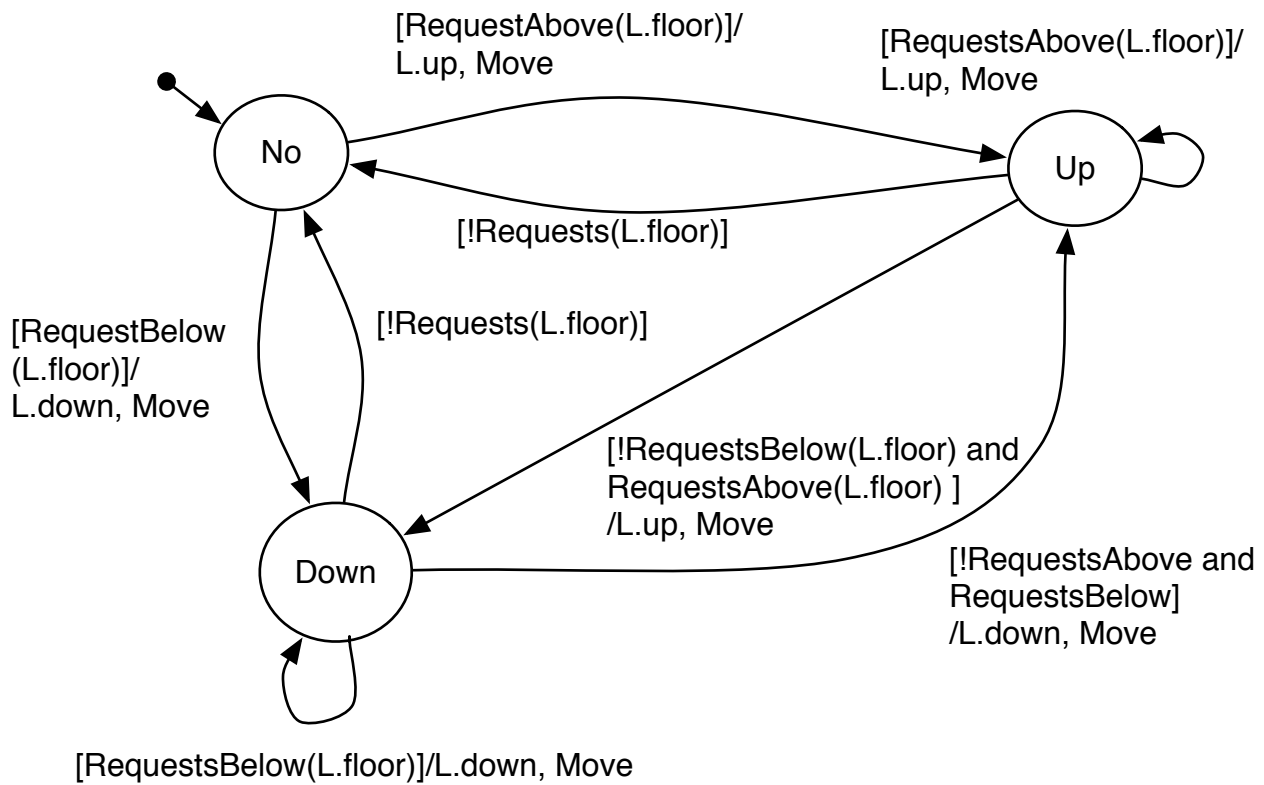 [RequestAbove(L.floor)]/
L.up, Move
[RequestsAbove(L.floor)]/
L.up, Move
No
Up
[!Requests(L.floor)]
[RequestBelow
(L.floor)]/
L.down, Move
[!Requests(L.floor)]
[!RequestsBelow(L.floor) and
RequestsAbove(L.floor) ]
/L.up, Move
Down
[!RequestsAbove and
RequestsBelow]
/L.down, Move
[RequestsBelow(L.floor)]/L.down, Move